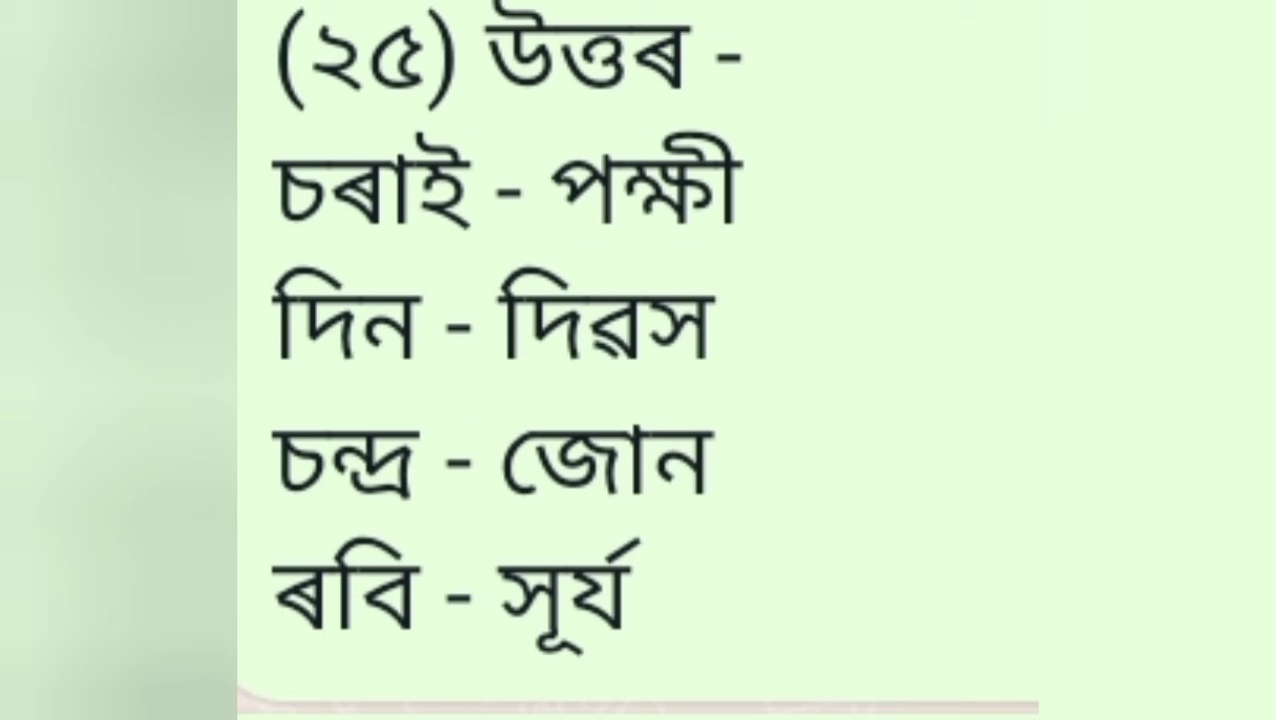 (২৫) উত্তৰ -
চৰাই - পক্ষী
দিন - দিৱস
চন্দ্ৰ - জোন
ৰবি - সূৰ্য